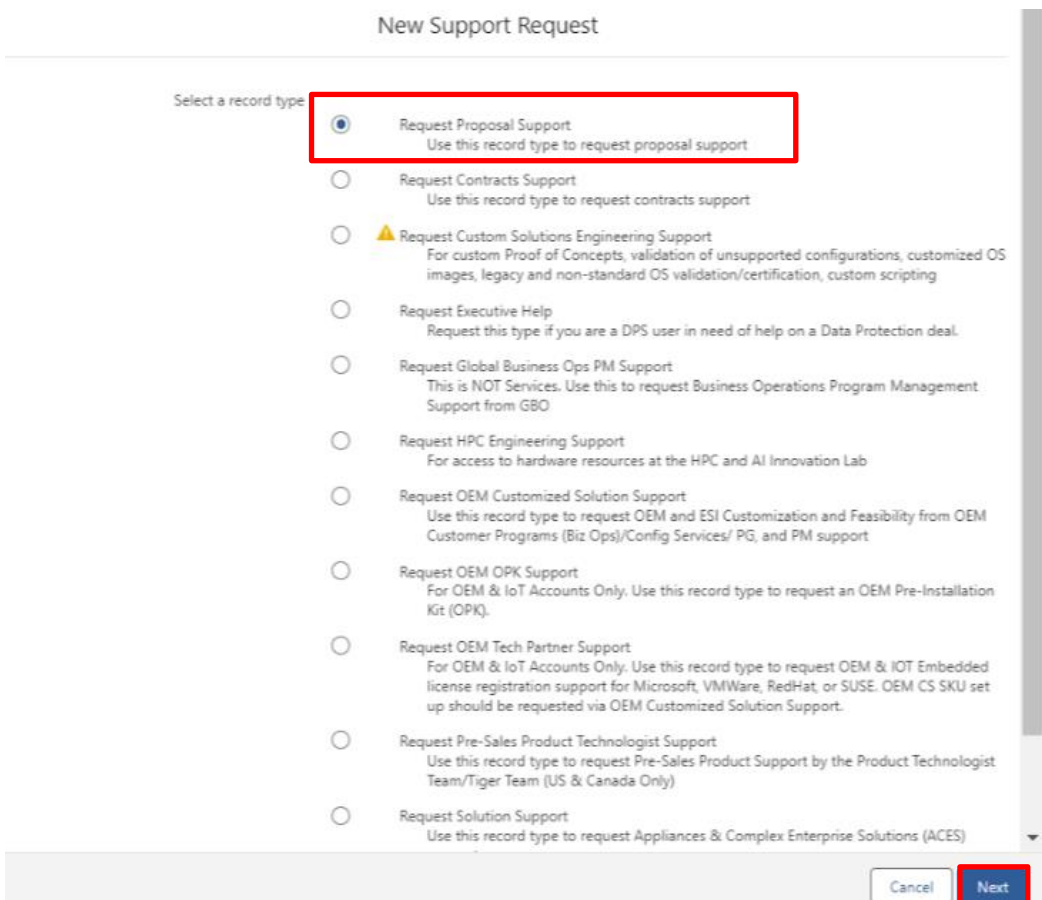 New Support Request
Select a record type
Request Proposal Support
Use this record type to request proposal support
Request Contracts Support
Use this record type to request contracts support
Request Custom Solutions Engineering Support
For custom Proof of Concepts, validation of unsupported configurations, customized OS
images, legacy and non-standard OS validation/certification, custom scripting
Request Executive Help
Request this type if you are a DPS user in need of help on a Data Protection deal.
Request Global Business Ops PM Support
This is NOT Services. Use this to request Business Operations Program Management
Support from GBO
Request HPC Engineering Support
For access to hardware resources at the HPC and AI Innovation Lab
Request OEM Customized Solution Support
Use this record type to request OEM and ESI Customization and Feasibility from OEM
Customer Programs (Biz Ops)/Config Services/ PG, and PM support
Request OEM OPK Support
For OEM & IoT Accounts Only. Use this record type to request an OEM Pre-Installation
Kit (OPK).
Request OEM Tech Partner Support
For OEM & IoT Accounts Only. Use this record type to request OEM & IOT Embedded
license registration support for Microsoft, VMWare, RedHat, or SUSE. OEM CS SKU set
up should be requested via OEM Customized Solution Support.
Request Pre-Sales Product Technologist Support
Use this record type to request Pre-Sales Product Support by the Product Technologist
Team/Tiger Team (US & Canada Only)
Request Solution Support
Use this record type to request Appliances & Complex Enterprise Solutions (ACES)
Cancel
Next